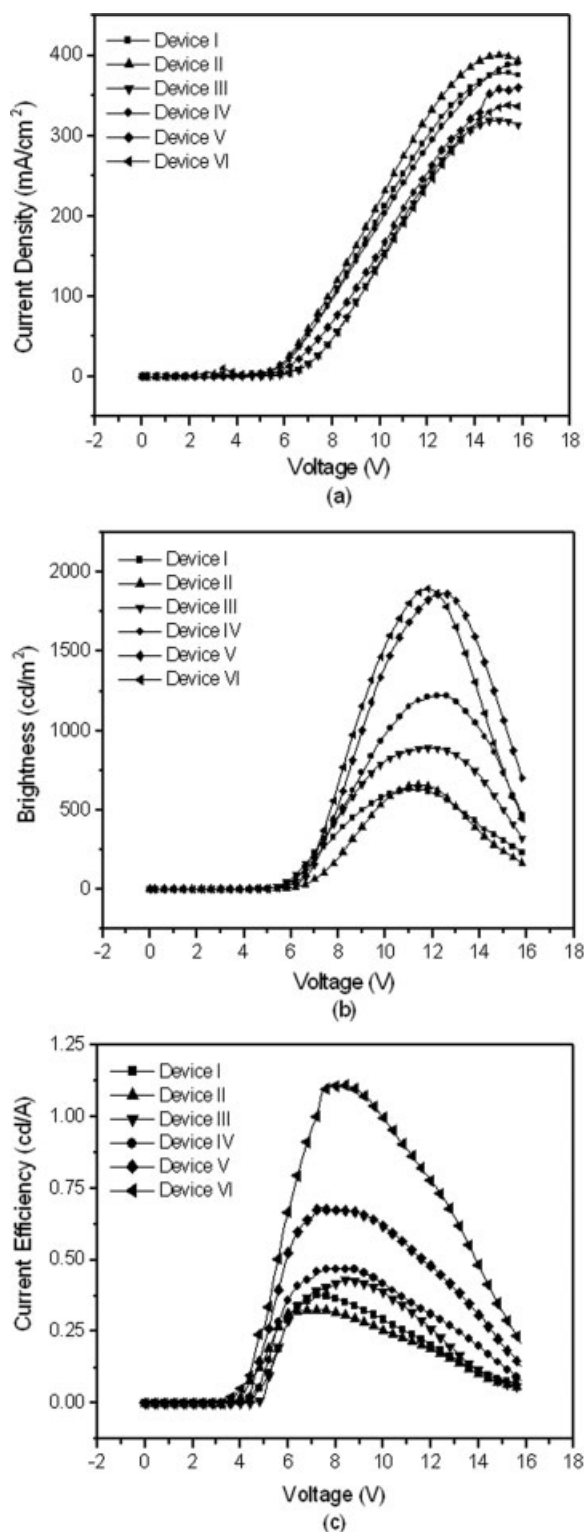 400
300
200
100
0
Current Density (mA/cm²)
Device I
Device II
Device III
Device IV
Device V
Device VI
-2 0 2 4 6 8 10 12 14 16 18
Voltage (V)
(a)
2000
1500
1000
500
0
Brightness (cd/m²)
Device I
Device II
Device III
Device IV
Device V
Device VI
-2 0 2 4 6 8 10 12 14 16 18
Voltage (V)
(b)
1.25
1.00
0.75
0.50
0.25
0.00
Current Efficiency (cd/A)
Device I
Device II
Device III
Device IV
Device V
Device VI
-2 0 2 4 6 8 10 12 14 16 18
Voltage (V)
(c)